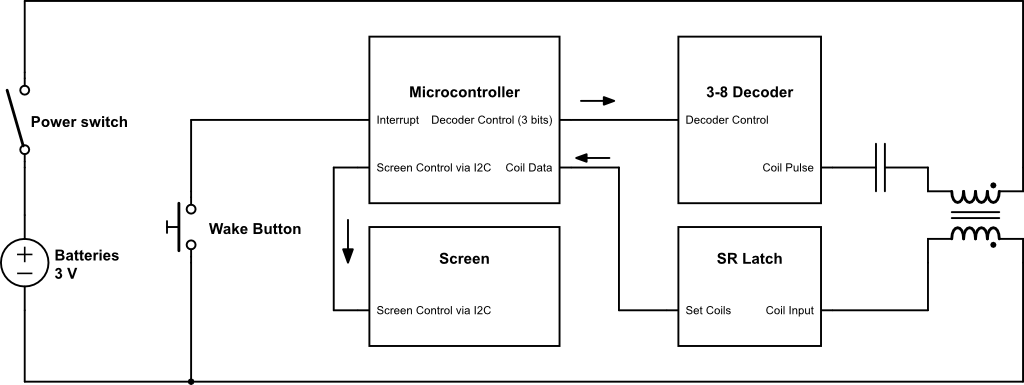 Microcontroller
3-8 Decoder
Power switch
Interrupt
Decoder Control (3 bits)
Decoder Control
Screen Control via I2C
Coil Data
Coil Pulse
Wake Button
Batteries
3 V
Screen
SR Latch
Screen Control via I2C
Set Coils
Coil Input